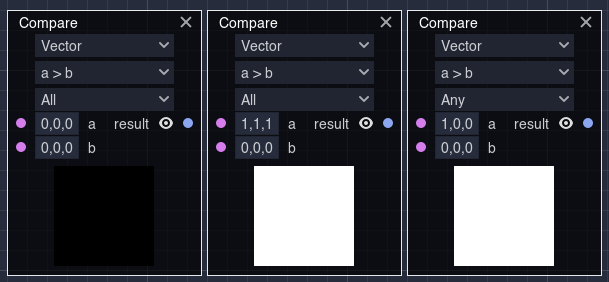 Compare
Vector
a > b
All
0,0,0 a result
0,0,0 b
Compare
Vector
a > b
All
1,1,1 a result
0,0,0 b
Compare
Vector
a > b
Any
1,0,0 a result
0,0,0 b